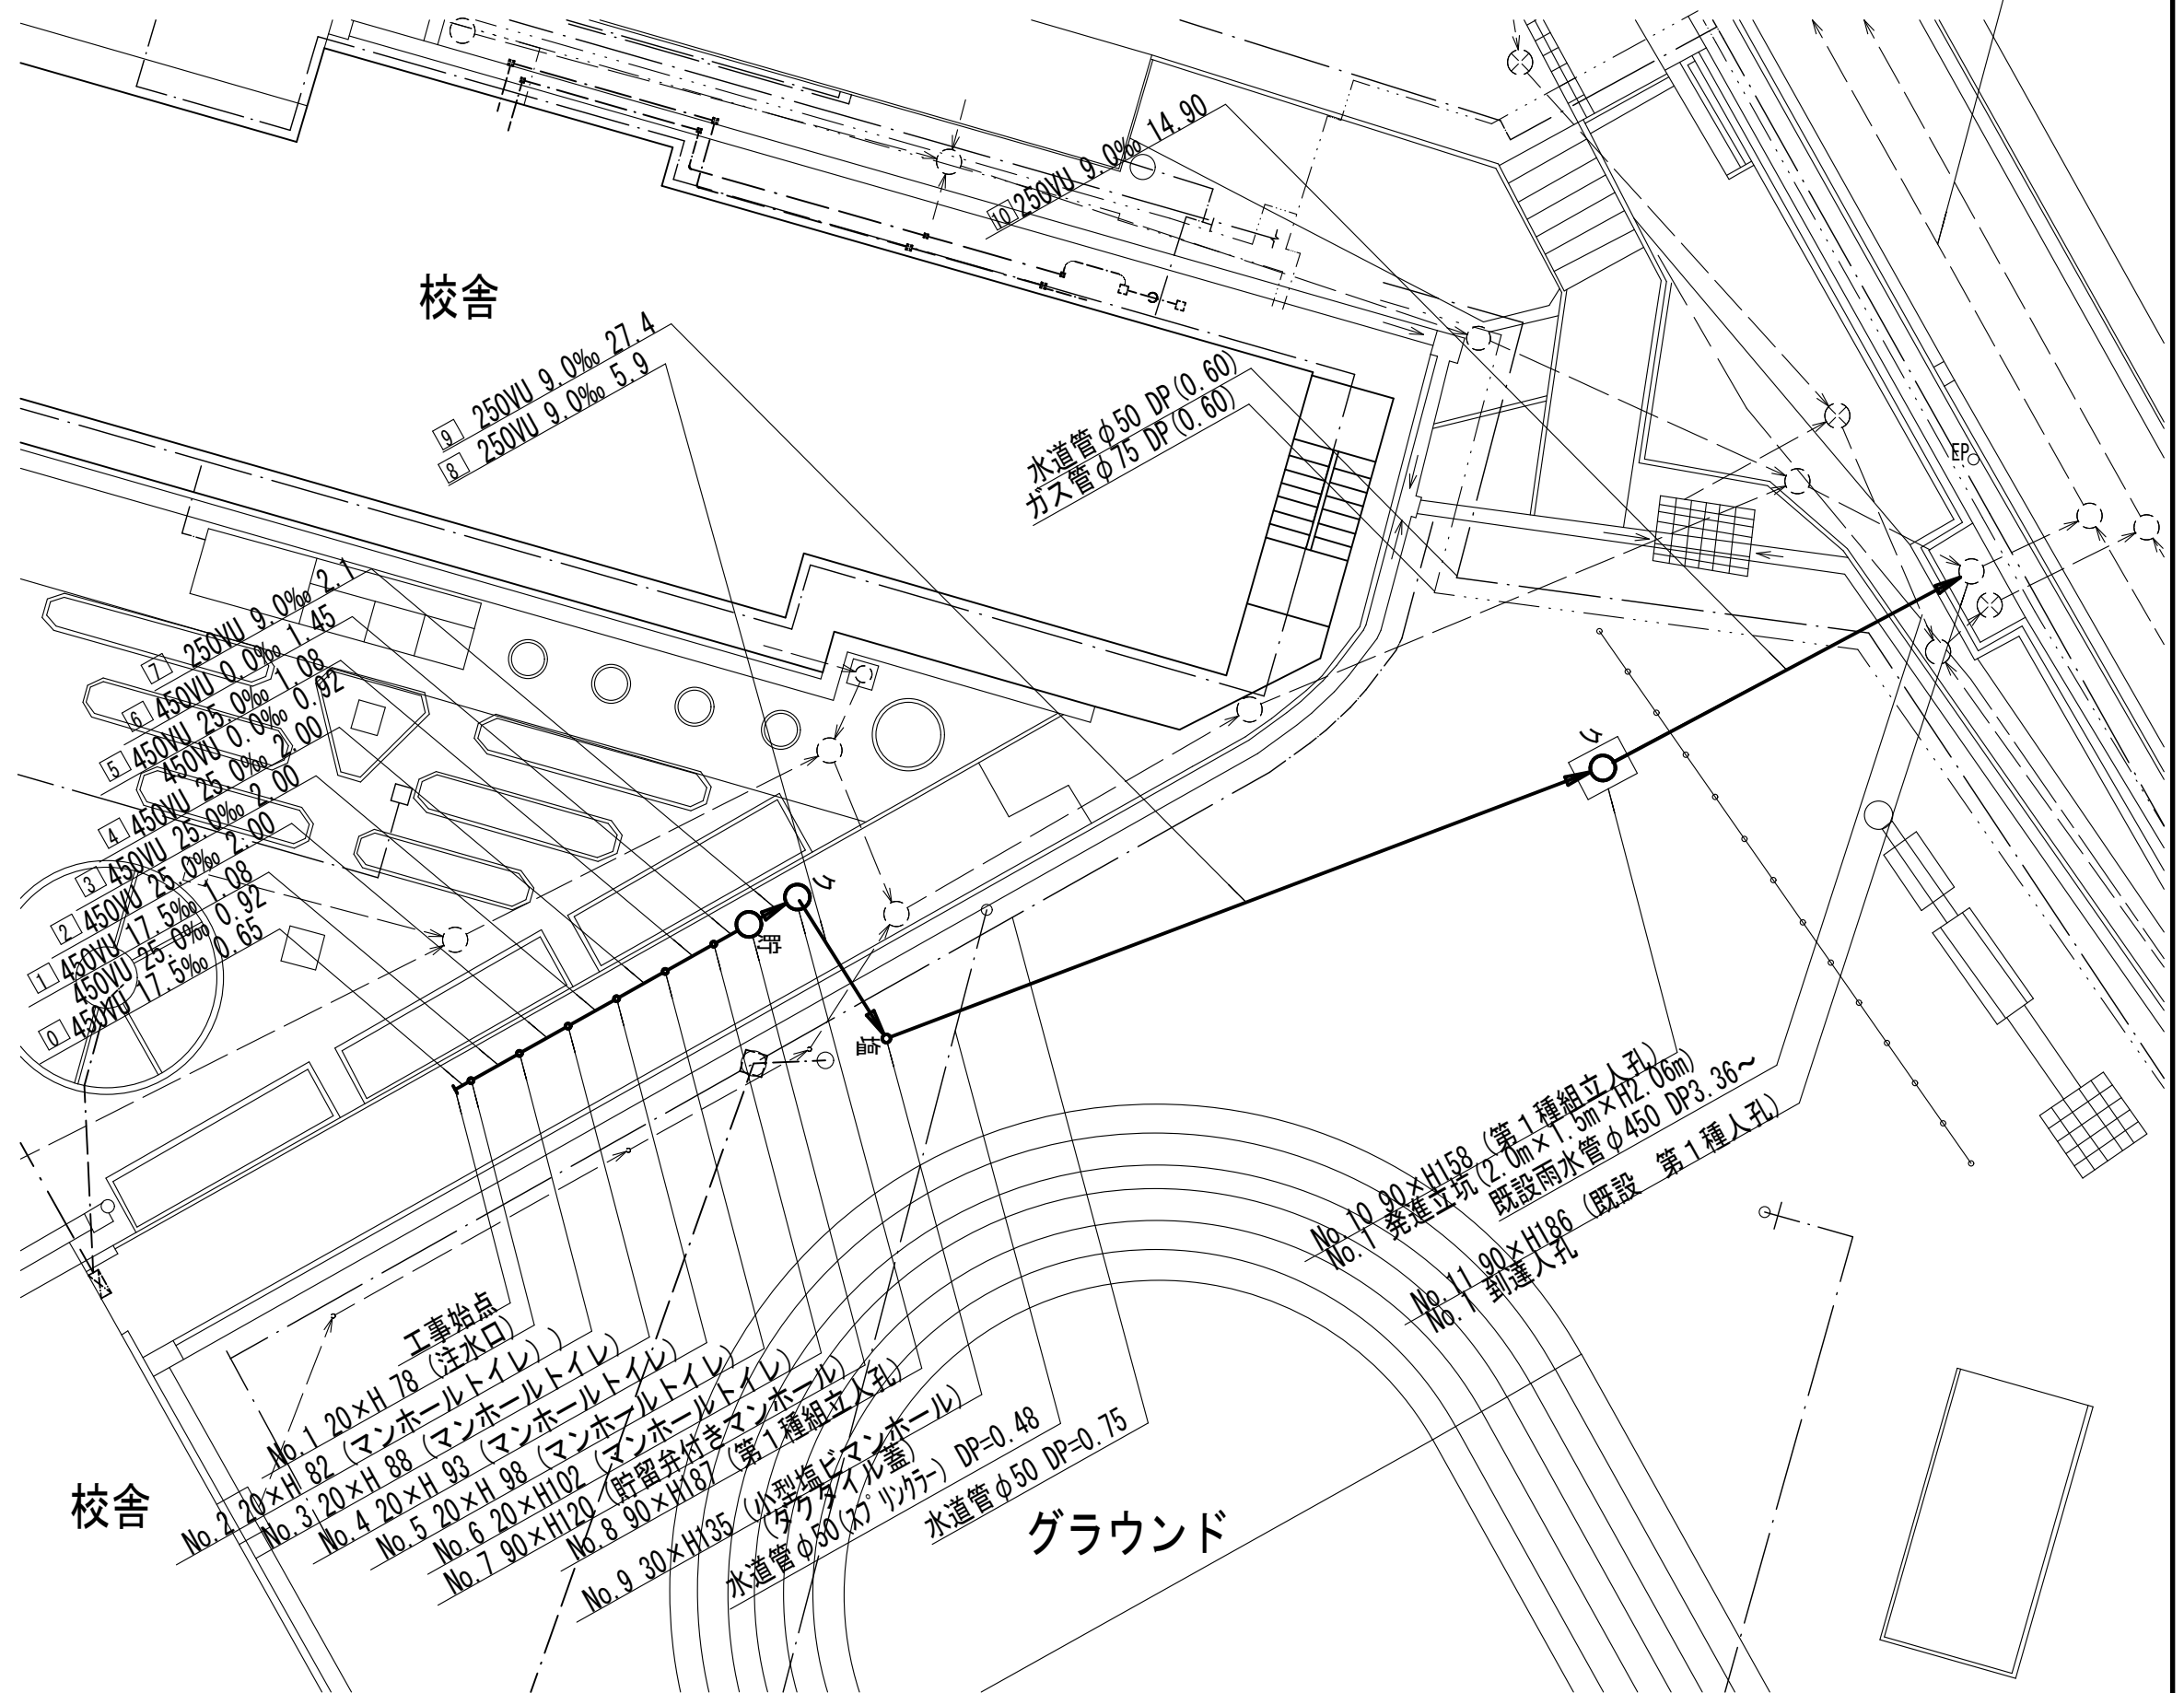 10 250VU 9.0‰ 14.90
校舎
9 250VU 9.0‰ 27.4
8 250VU 9.0‰ 5.9
水道管φ50 DP(0.60)
ガス管φ75 DP(0.60)
EP
7 250VU 9.0‰ 2.1
6 450VU 0.0‰ 1.45
5 450VU 25.0‰ 1.08
450VU 0.0‰ 0.92
4 450VU 25.0‰ 2.00
3 450VU 25.0‰ 2.00
2 450VU 25.0‰ 2.00
1 450VU 17.5‰ 1.08
450VU 25.0‰ 0.92
0 450VU 17.5‰ 0.65
ク
ク
貯
塩
No.10 90×H158 (第1種組立人孔)
No.1 発進立坑(2.0m×1.5m×H2.06m)
既設雨水管φ450 DP3.36～
No.11 90×H186 (既設 第1種人孔)
No.1 到達人孔
工事始点
No.1 20×H 78 (注水口)
No.2 20×H 82 (マンホールトイレ)
No.3 20×H 88 (マンホールトイレ)
No.4 20×H 93 (マンホールトイレ)
No.5 20×H 98 (マンホールトイレ)
No.6 20×H102 (マンホールトイレ)
No.7 90×H120 (貯留弁付きマンホール)
No.8 90×H187 (第1種組立人孔)
No.9 30×H135 (小型塩ビマンホール)
(ダクタイル蓋)
水道管φ50(スプリンクラー) DP=0.48
水道管φ50 DP=0.75
校舎
グラウンド